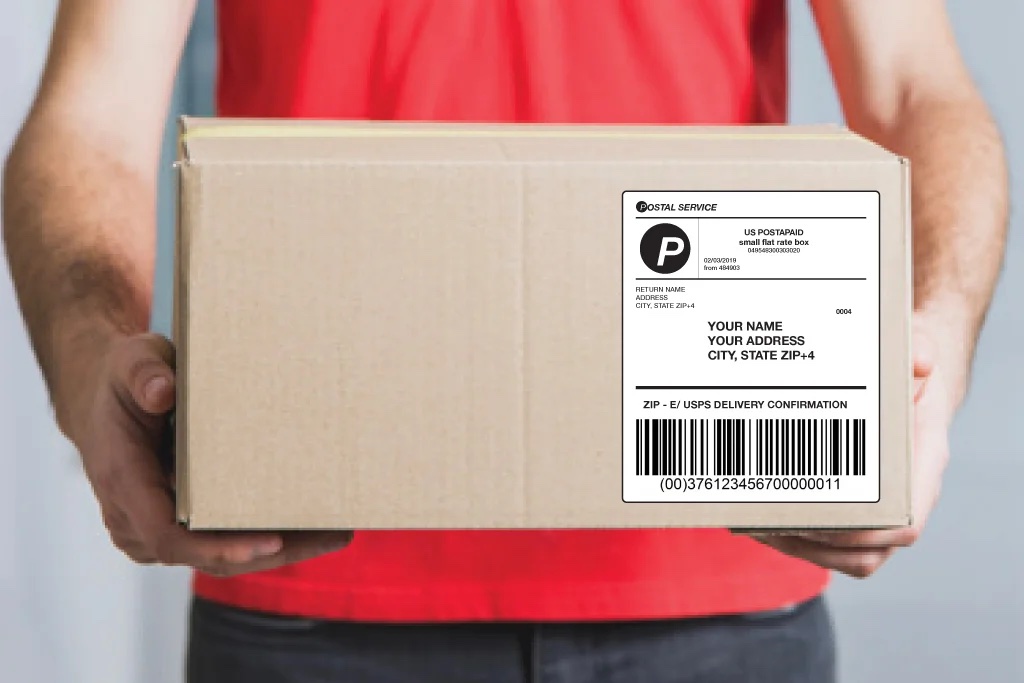 POSTAL SERVICE
P
US POSTAPAID
small flat rate box
049548300303020
02/03/2019
from 484903
RETURN NAME
ADDRESS
CITY, STATE ZIP+4
0004
YOUR NAME
YOUR ADDRESS
CITY, STATE ZIP+4
ZIP - E/ USPS DELIVERY CONFIRMATION
(00)376123456700000011